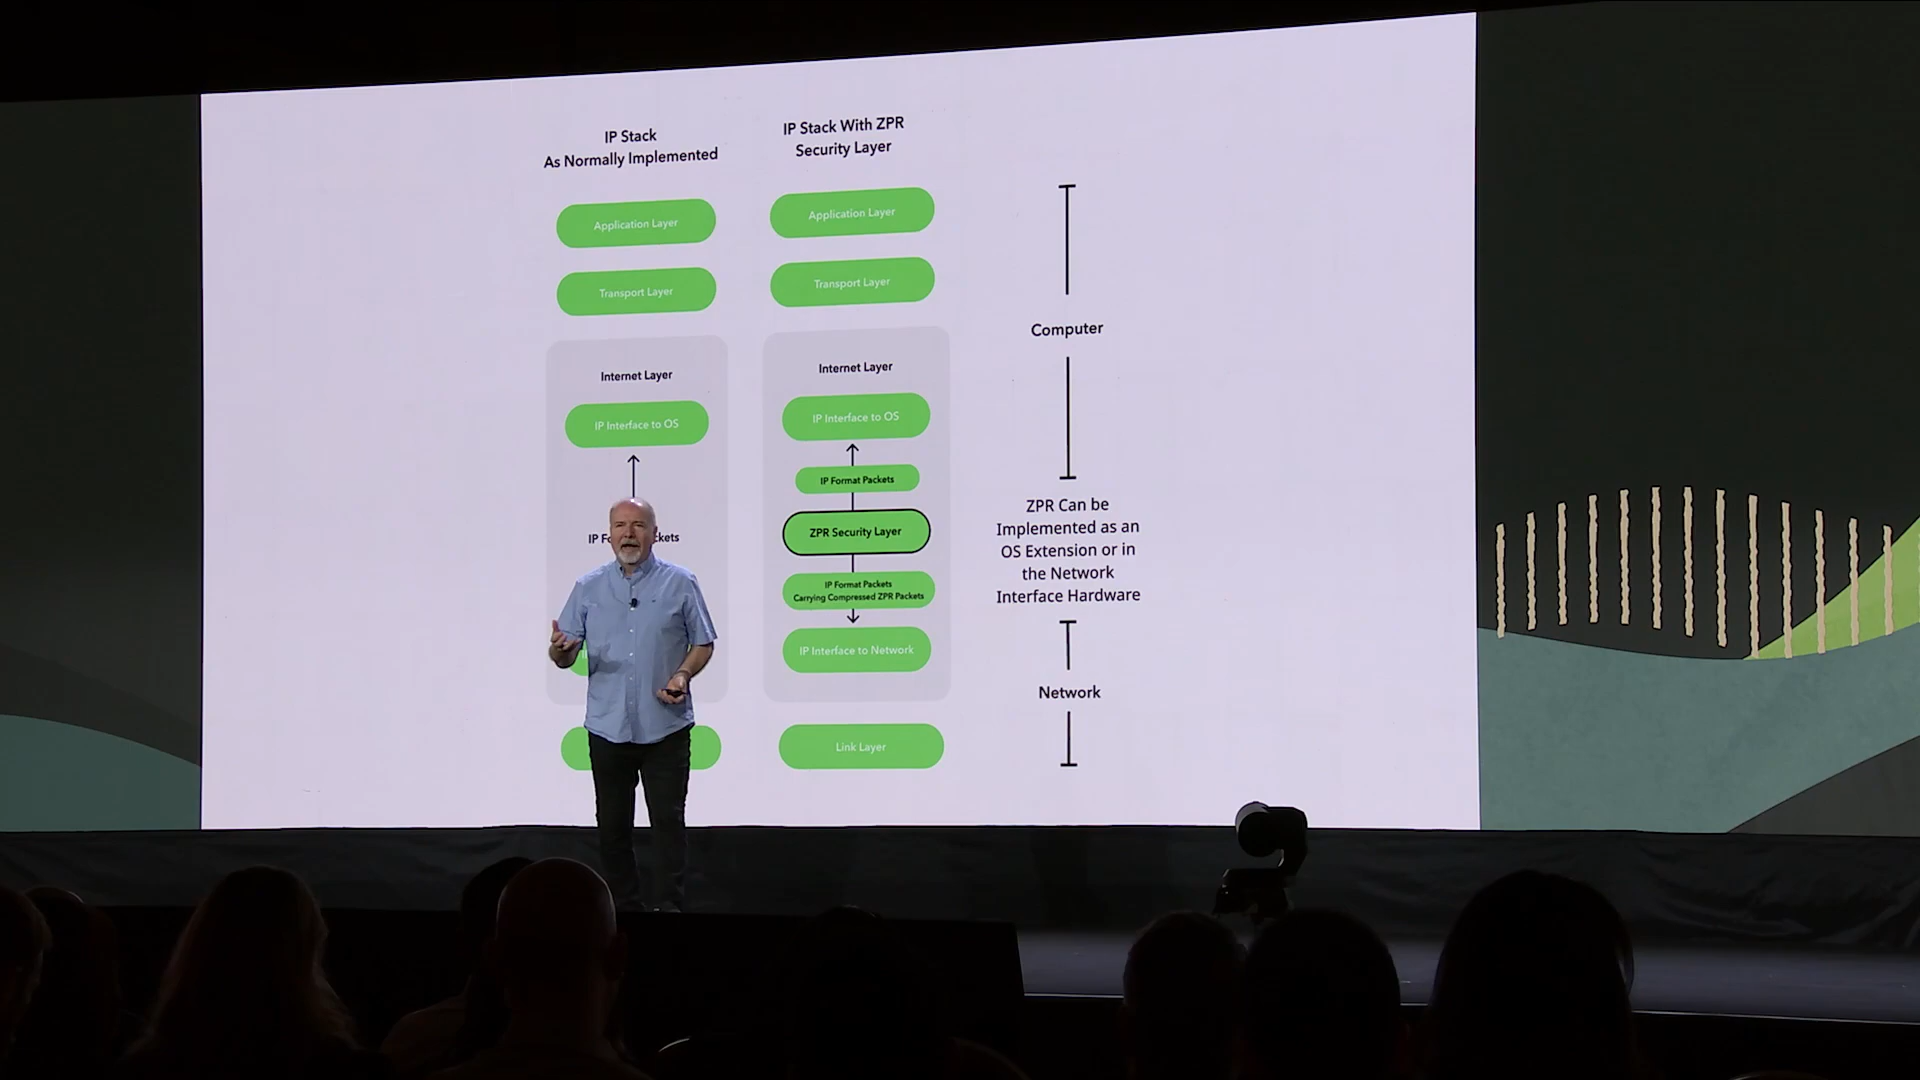 IP Stack
As Normally Implemented
Application Layer
Transport Layer
Internet Layer
IP Interface to OS
IP
IP Stack With ZPR
Security Layer
Application Layer
Transport Layer
Internet Layer
IP Interface to OS
IP Format Packets
ZPR Security Layer
IP Format Packets
Carrying Compressed ZPR Packets
IP Interface to Network
Link Layer
Computer
ZPR Can be
Implemented as an
OS Extension or in
the Network
Interface Hardware
Network